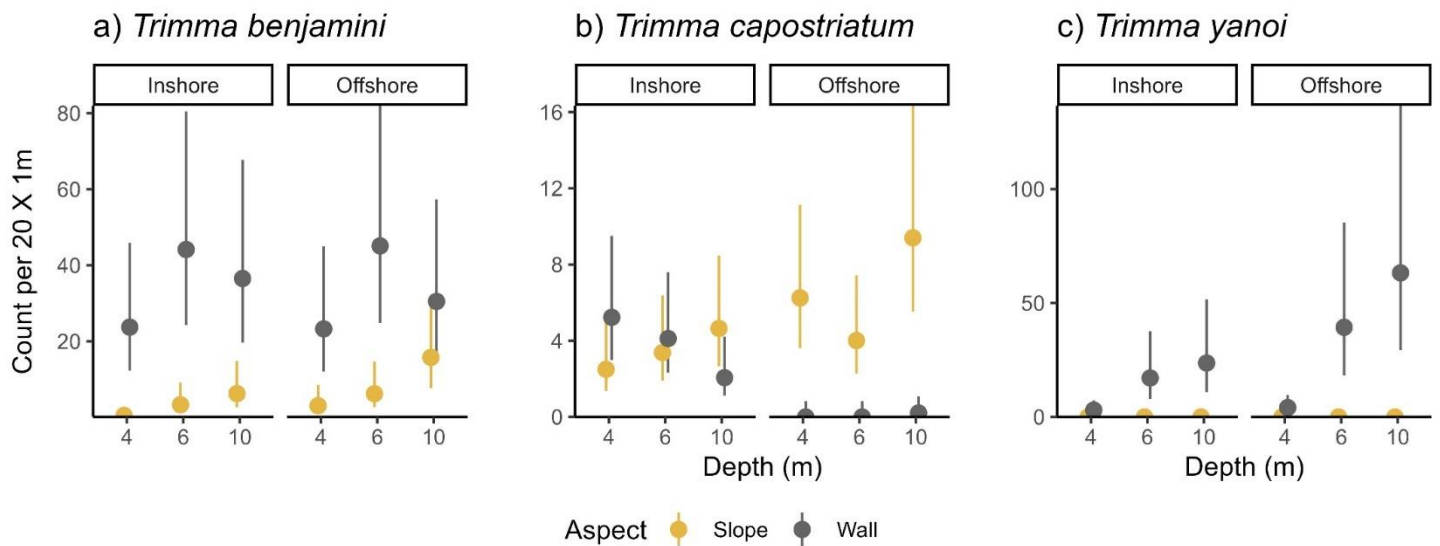 a) Trimma benjamini
b) Trimma capostriatum
c) Trimma yanoi
Inshore
Offshore
Inshore
Offshore
Inshore
Offshore
Count per 20 X 1m
80
60
40
20
16
12
8
4
0
100
50
0
4
6
10
4
6
10
4
6
10
4
6
10
4
6
10
4
6
10
Depth (m)
Depth (m)
Aspect
Slope
Wall